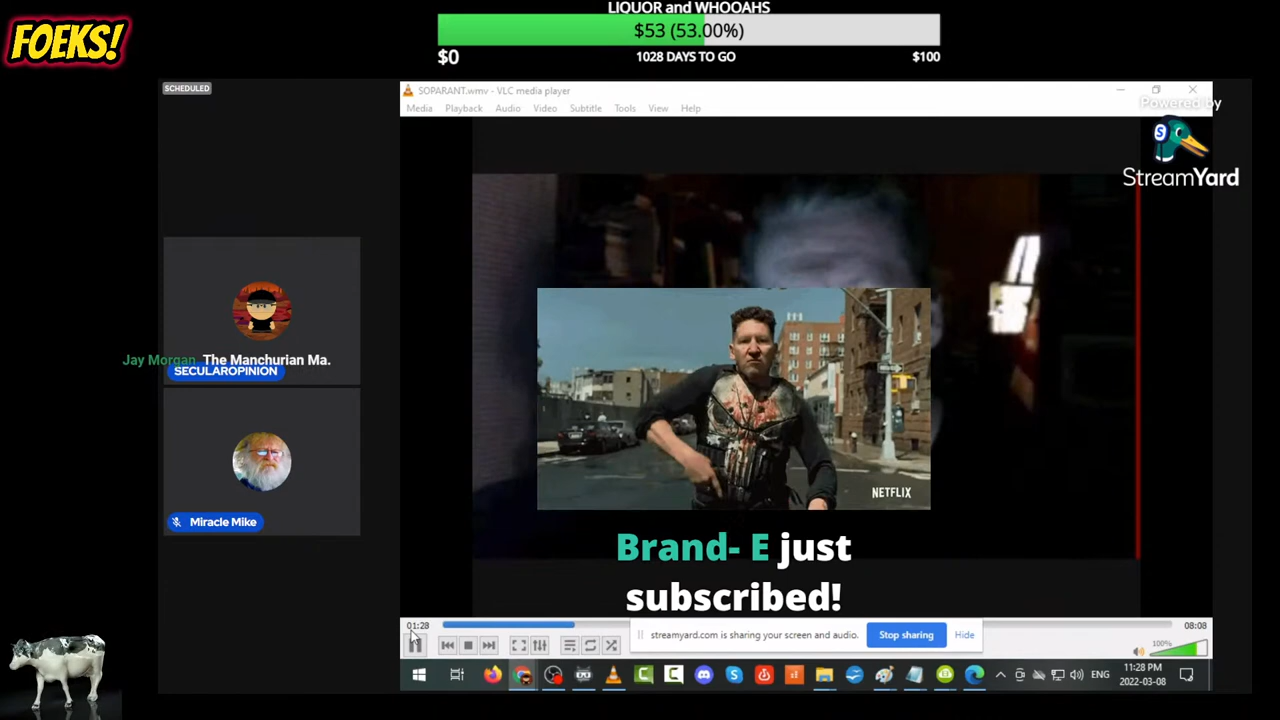 FOEKS!
LIQUOR and WHOOAHS
$53 (53.00%)
$0
1028 DAYS TO GO
$100
SCHEDULED
SOPARANT.wmv - VLC media player
Media Playback Audio Video Subtitle Tools View Help
Powered by
S
StreamYard
Jay Morgan The Manchurian Ma.
SECULAROPINION
Miracle Mike
NETFLIX
Brand- E just
subscribed!
01:28
08:08
streamyard.com is sharing your screen and audio.
Stop sharing
Hide
100%
ENG
11:28 PM
2022-03-08